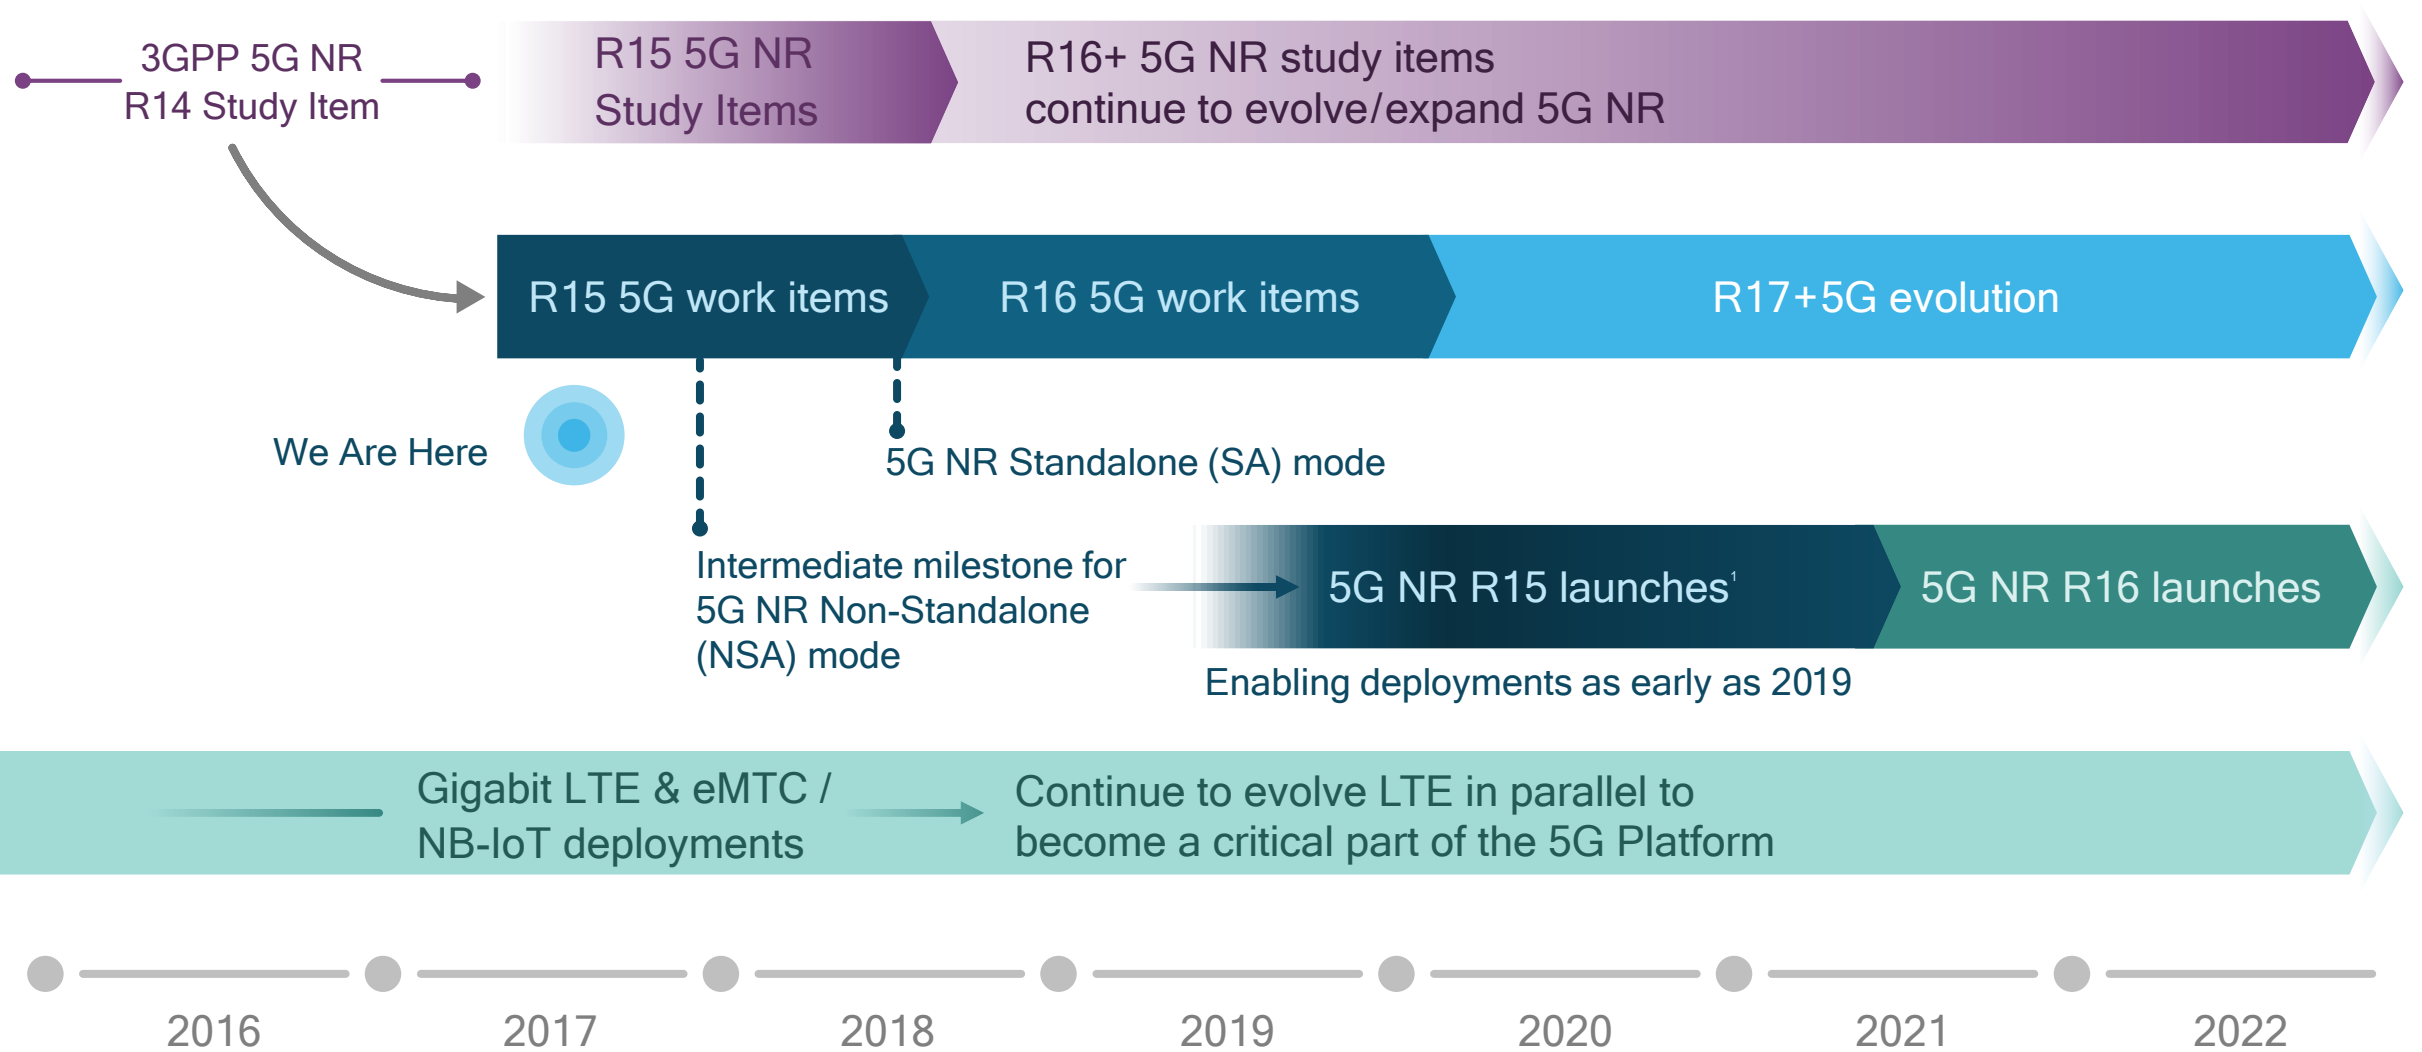 3GPP 5G NR
R14 Study Item
R15 5G NR
Study Items
R16+ 5G NR study items
continue to evolve/expand 5G NR
R15 5G work items
R16 5G work items
R17+5G evolution
We Are Here
5G NR Standalone (SA) mode
Intermediate milestone for
5G NR Non-Standalone
(NSA) mode
5G NR R15 launches¹
5G NR R16 launches
Enabling deployments as early as 2019
Gigabit LTE & eMTC /
NB-IoT deployments
Continue to evolve LTE in parallel to
become a critical part of the 5G Platform
2016
2017
2018
2019
2020
2021
2022